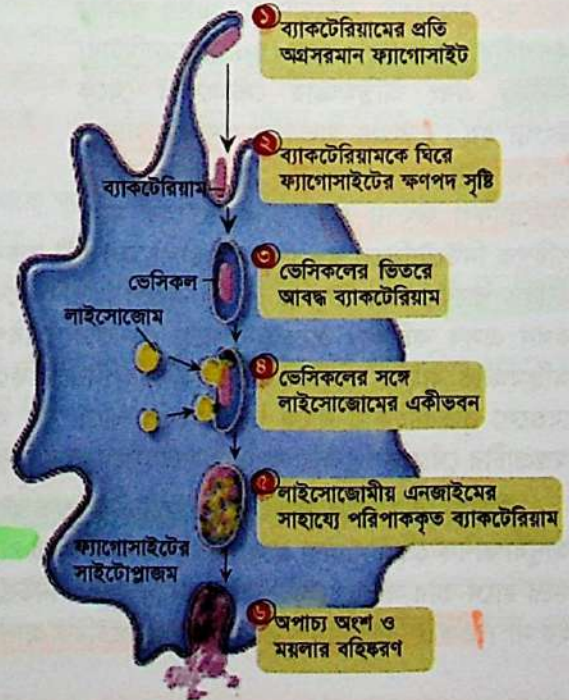 ১ ব্যাকটেরিয়ামের প্রতি
অগ্রসরমান ফ্যাগোসাইট
২ ব্যাকটেরিয়ামকে ঘিরে
ফ্যাগোসাইটের ক্ষণপদ সৃষ্টি
ব্যাকটেরিয়াম
৩ ভেসিকলের ভিতরে
আবদ্ধ ব্যাকটেরিয়াম
ভেসিকল
লাইসোজোম
৪ ভেসিকলের সঙ্গে
লাইসোজোমের একীভবন
৫ লাইসোজোমীয় এনজাইমের
সাহায্যে পরিপাককৃত ব্যাকটেরিয়াম
ফ্যাগোসাইটের
সাইটোপ্লাজম
৬ অপাচ্য অংশ ও
ময়লার বহিষ্করণ